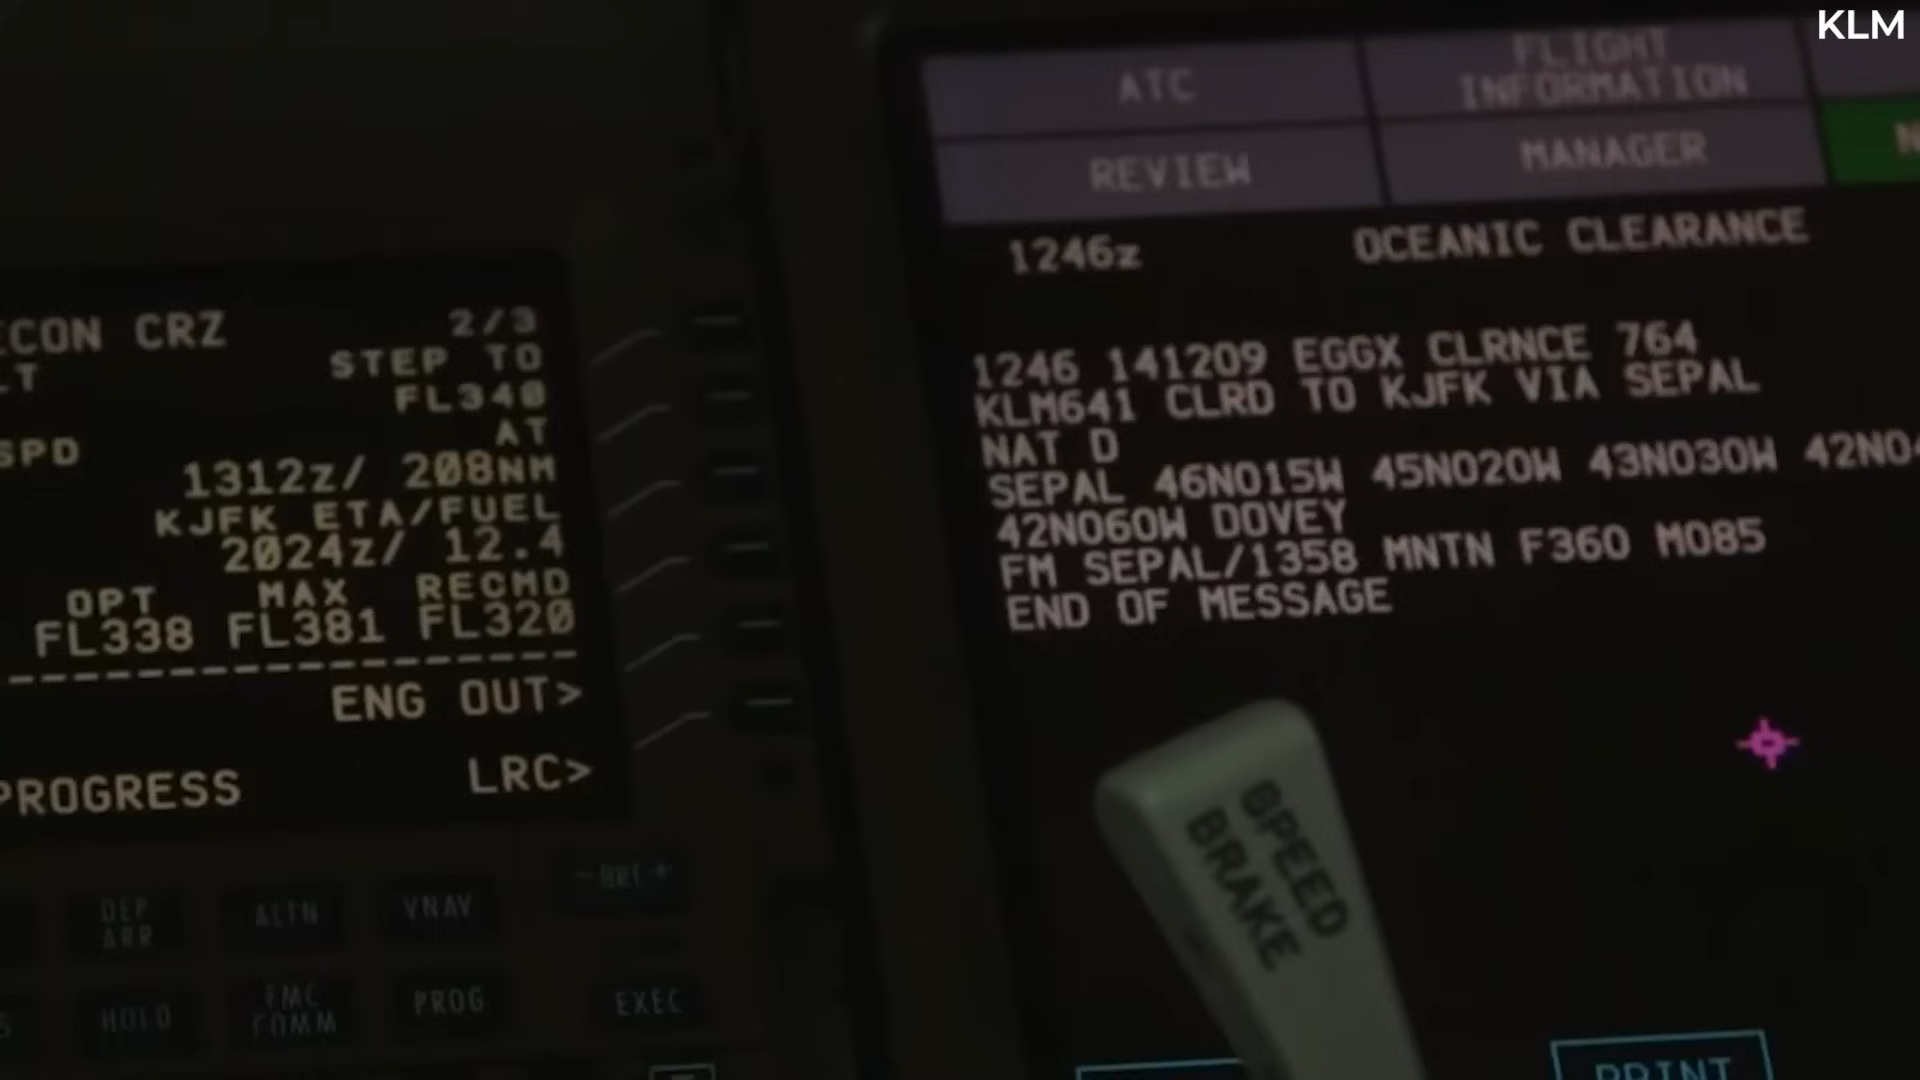 KLM
ECON CRZ 2/3
LT STEP TO
FL340
SPD AT
1312z/ 208NM
KJFK ETA/FUEL
2024z/ 12.4
OPT MAX RECMD
FL338 FL381 FL320
ENG OUT>
PROGRESS LRC>
DEP
ARR
ALTN
VNAV
- BRT +
HOLD
FMC
COMM
PROG
EXEC
ATC
FLIGHT
INFORMATION
REVIEW
MANAGER
N
1246z OCEANIC CLEARANCE
1246 141209 EGGX CLRNCE 764
KLM641 CLRD TO KJFK VIA SEPAL
NAT D
SEPAL 46N015W 45N020W 43N030W 42N04
42N060W DOVEY
FM SEPAL/1358 MNTN F360 M085
END OF MESSAGE
SPEED
BRAKE
PRINT